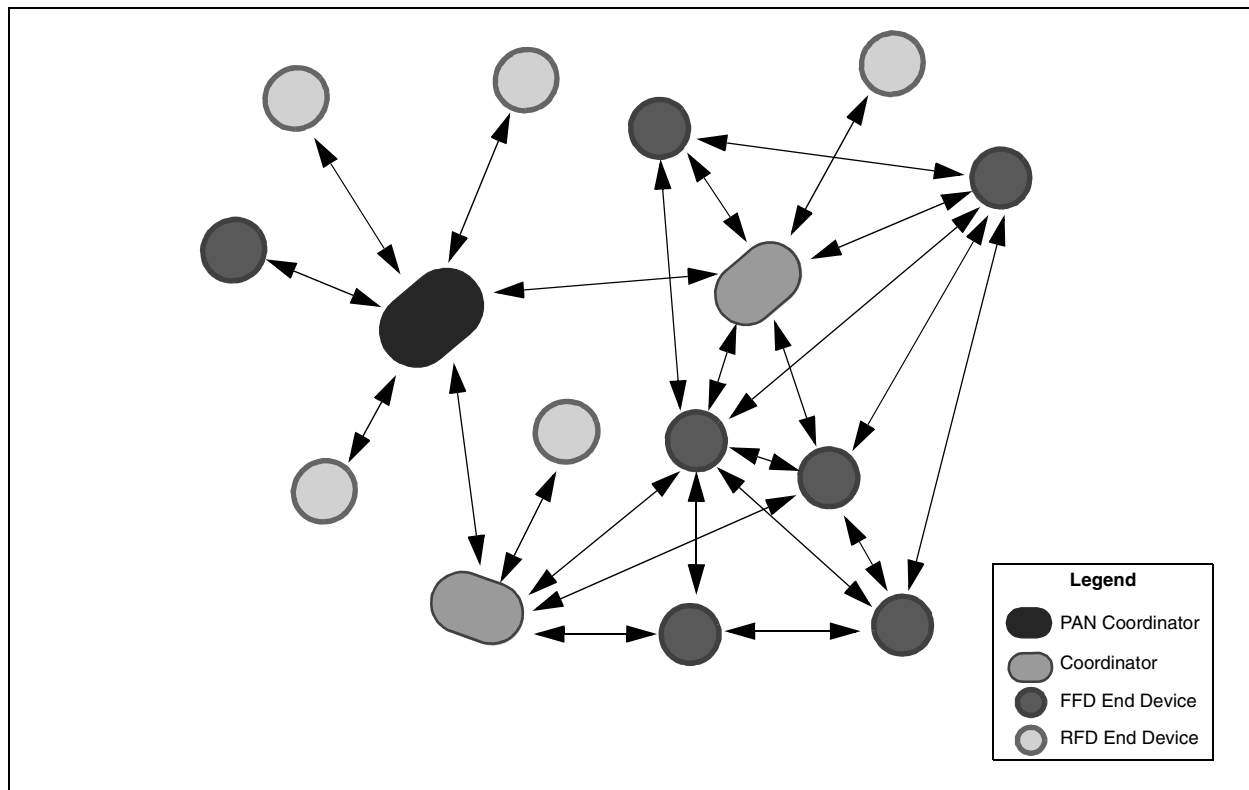 Legend
PAN Coordinator
Coordinator
FFD End Device
RFD End Device